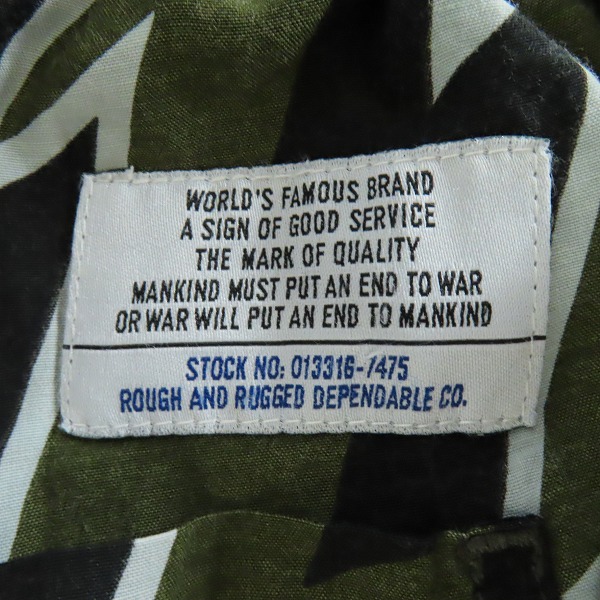 WORLD'S FAMOUS BRAND
A SIGN OF GOOD SERVICE
THE MARK OF QUALITY
MANKIND MUST PUT AN END TO WAR
OR WAR WILL PUT AN END TO MANKIND
STOCK NO: 013316-7475
ROUGH AND RUGGED DEPENDABLE CO.